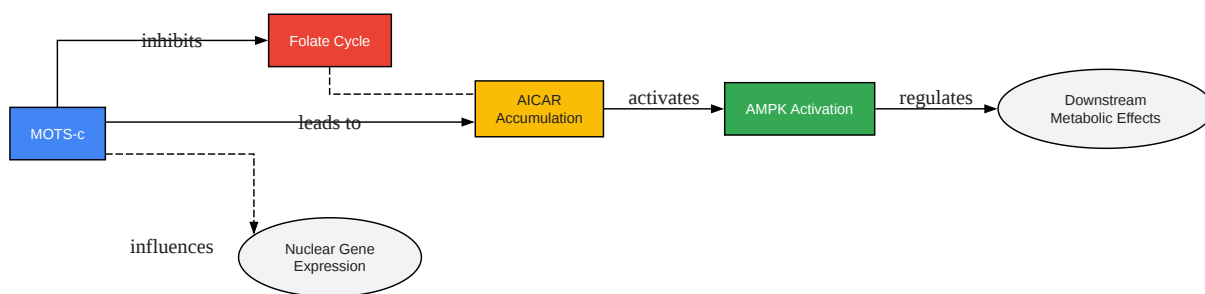 inhibits
Folate Cycle
MOTS-c
leads to
AICAR
Accumulation
activates
AMPK Activation
regulates
Downstream
Metabolic Effects
influences
Nuclear Gene
Expression